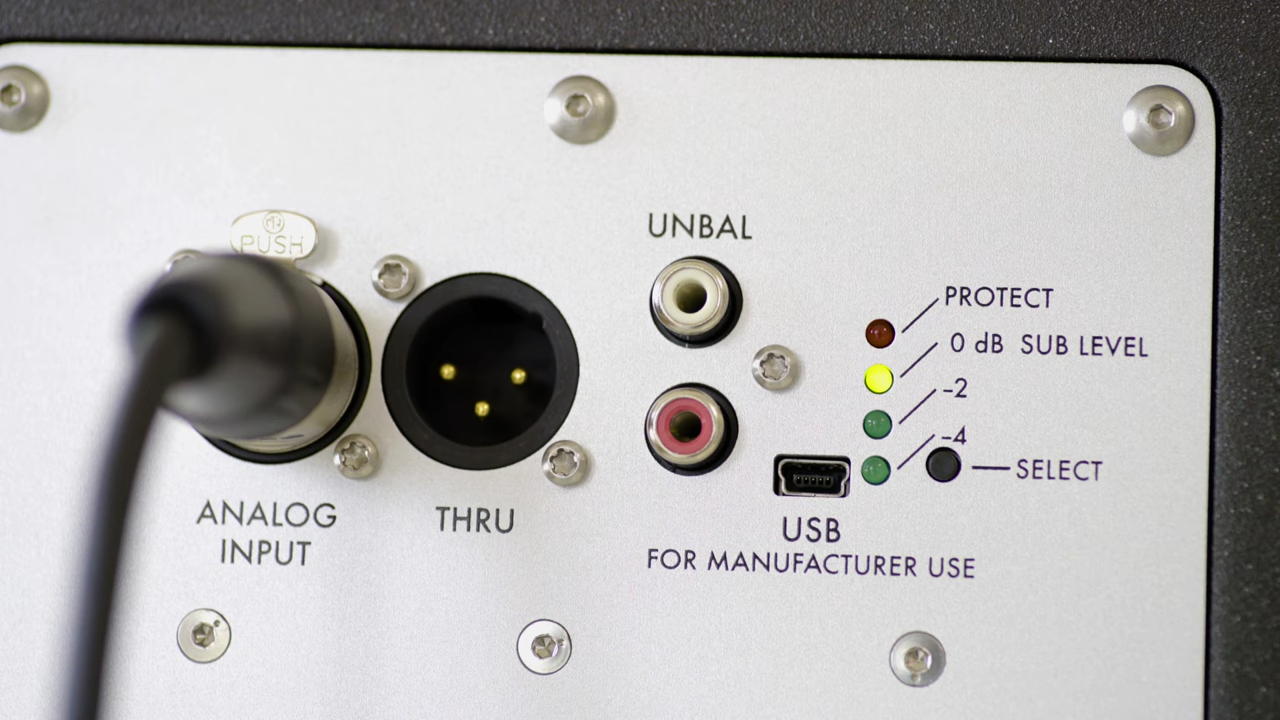 PUSH
UNBAL
PROTECT
0 dB SUB LEVEL
-2
-4
SELECT
ANALOG
INPUT
THRU
USB
FOR MANUFACTURER USE